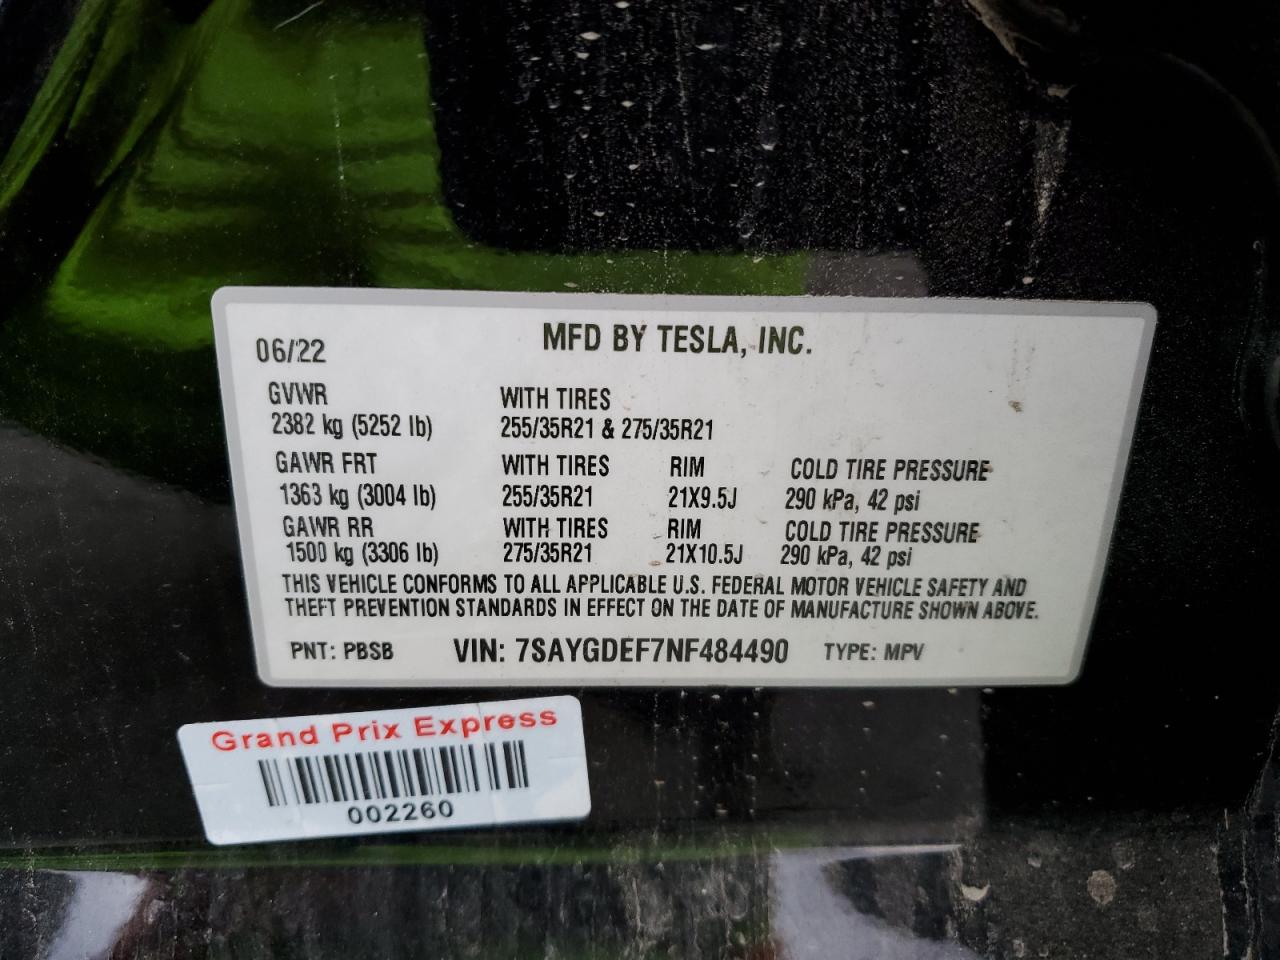 MFD BY TESLA, INC.
06/22
GVWR WITH TIRES
2382 kg (5252 lb) 255/35R21 & 275/35R21
GAWR FRT WITH TIRES RIM COLD TIRE PRESSURE
1363 kg (3004 lb) 255/35R21 21X9.5J 290 kPa, 42 psi
GAWR RR WITH TIRES RIM COLD TIRE PRESSURE
1500 kg (3306 lb) 275/35R21 21X10.5J 290 kPa, 42 psi
THIS VEHICLE CONFORMS TO ALL APPLICABLE U.S. FEDERAL MOTOR VEHICLE SAFETY AND
THEFT PREVENTION STANDARDS IN EFFECT ON THE DATE OF MANUFACTURE SHOWN ABOVE.
PNT: PBSB VIN: 7SAYGDEF7NF484490 TYPE: MPV
Grand Prix Express
002260